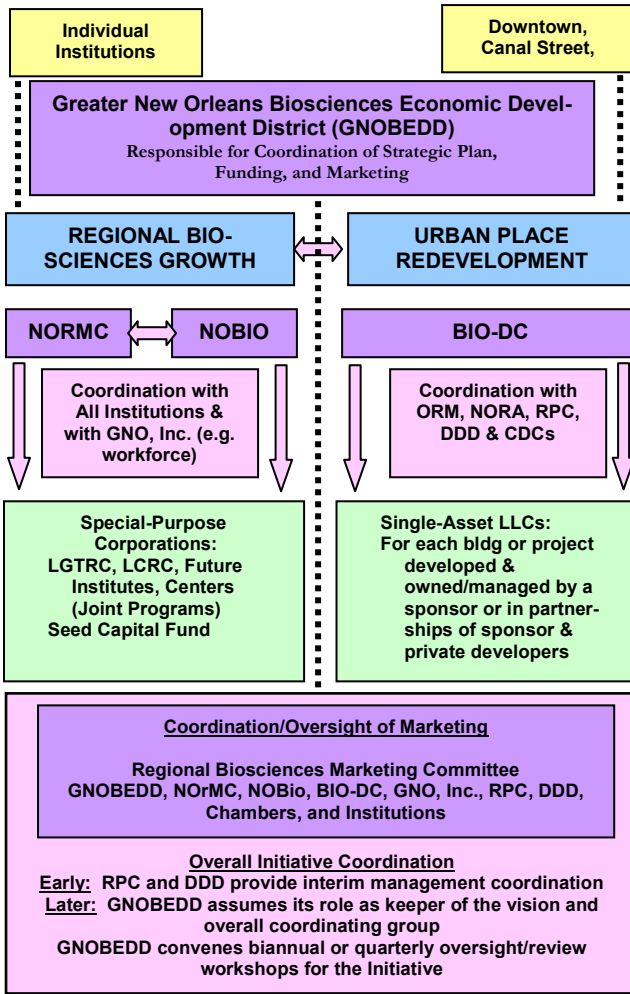 Individual
Institutions
Downtown,
Canal Street,
Greater New Orleans Biosciences Economic Devel-
opment District (GNOBEDD)
Responsible for Coordination of Strategic Plan,
Funding, and Marketing
REGIONAL BIO-
SCIENCES GROWTH
URBAN PLACE
REDEVELOPMENT
NORMC
NOBIO
BIO-DC
Coordination with
All Institutions &
with GNO, Inc. (e.g.
workforce)
Coordination with
ORM, NORA, RPC,
DDD & CDCs
Special-Purpose
Corporations:
LGTRC, LCRC, Future
Institutes, Centers
(Joint Programs)
Seed Capital Fund
Single-Asset LLCs:
For each bldg or project
developed &
owned/managed by a
sponsor or in partner-
ships of sponsor &
private developers
Coordination/Oversight of Marketing
Regional Biosciences Marketing Committee
GNOBEDD, NOrMC, NOBio, BIO-DC, GNO, Inc., RPC, DDD,
Chambers, and Institutions
Overall Initiative Coordination
Early: RPC and DDD provide interim management coordination
Later: GNOBEDD assumes its role as keeper of the vision and
overall coordinating group
GNOBEDD convenes biannual or quarterly oversight/review
workshops for the Initiative